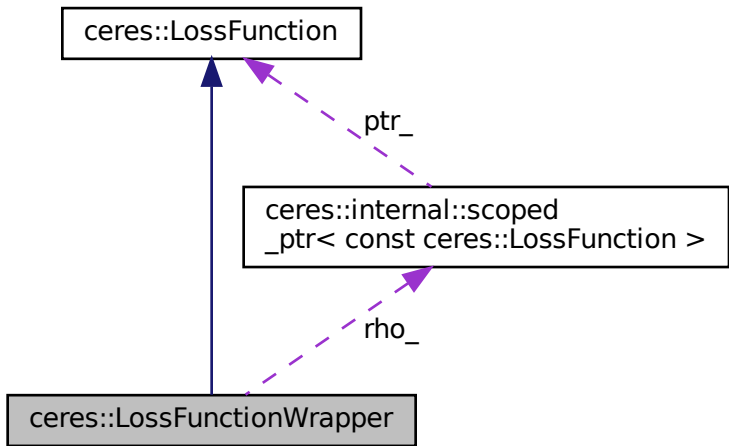 ceres::LossFunction
ptr_
ceres::internal::scoped
_ptr< const ceres::LossFunction >
rho_
ceres::LossFunctionWrapper